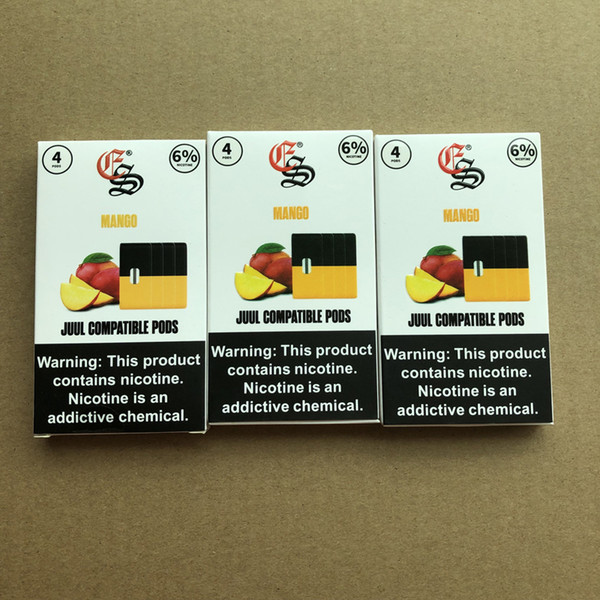 4
PODS
ES®
6%
NICOTINE
MANGO
JUUL COMPATIBLE PODS
Warning: This product
contains nicotine.
Nicotine is an
addictive chemical.
4
PODS
ES®
6%
NICOTINE
MANGO
JUUL COMPATIBLE PODS
Warning: This product
contains nicotine.
Nicotine is an
addictive chemical.
4
PODS
ES®
6%
NICOTINE
MANGO
JUUL COMPATIBLE PODS
Warning: This product
contains nicotine.
Nicotine is an
addictive chemical.